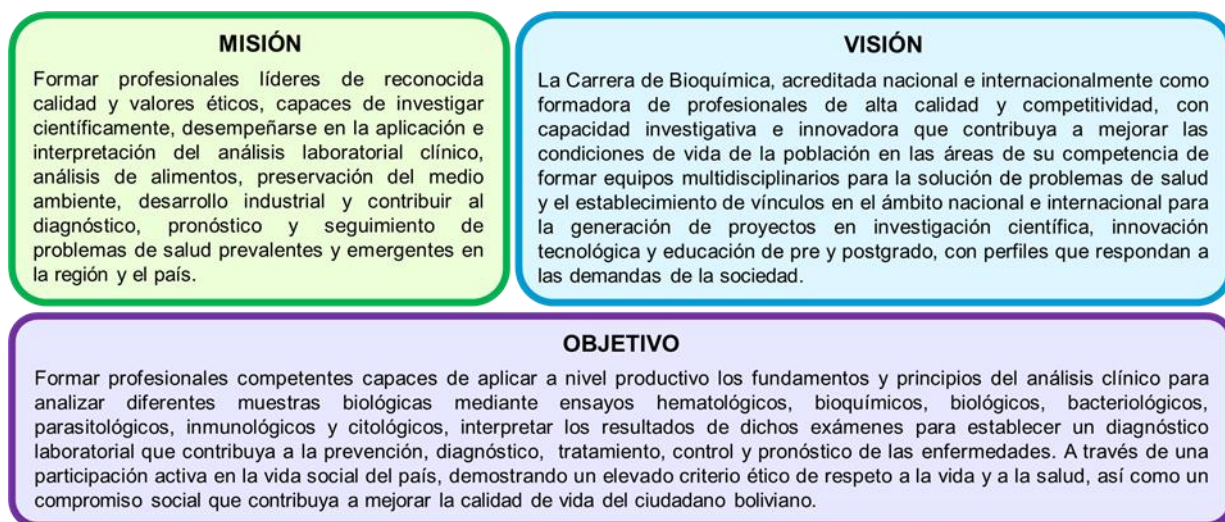 MISIÓN
Formar profesionales líderes de reconocida
calidad y valores éticos, capaces de investigar
científicamente, desempeñarse en la aplicación e
interpretación del análisis laboratorial clínico,
análisis de alimentos, preservación del medio
ambiente, desarrollo industrial y contribuir al
diagnóstico, pronóstico y seguimiento de
problemas de salud prevalentes y emergentes en
la región y el país.
VISIÓN
La Carrera de Bioquímica, acreditada nacional e internacionalmente como
formadora de profesionales de alta calidad y competitividad, con
capacidad investigativa e innovadora que contribuya a mejorar las
condiciones de vida de la población en las áreas de su competencia de
formar equipos multidisciplinarios para la solución de problemas de salud
y el establecimiento de vínculos en el ámbito nacional e internacional para
la generación de proyectos en investigación científica, innovación
tecnológica y educación de pre y postgrado, con perfiles que respondan a
las demandas de la sociedad.
OBJETIVO
Formar profesionales competentes capaces de aplicar a nivel productivo los fundamentos y principios del análisis clínico para
analizar diferentes muestras biológicas mediante ensayos hematológicos, bioquímicos, biológicos, bacteriológicos,
parasitológicos, inmunológicos y citológicos, interpretar los resultados de dichos exámenes para establecer un diagnóstico
laboratorial que contribuya a la prevención, diagnóstico, tratamiento, control y pronóstico de las enfermedades. A través de una
participación activa en la vida social del país, demostrando un elevado criterio ético de respeto a la vida y a la salud, así como un
compromiso social que contribuya a mejorar la calidad de vida del ciudadano boliviano.